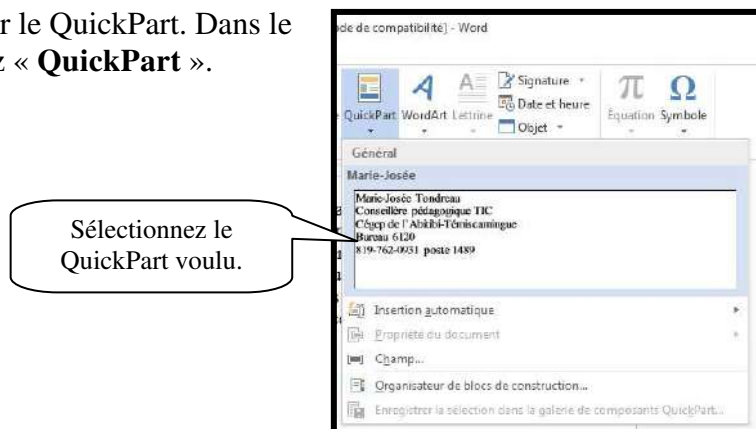 r le QuickPart. Dans le
z « QuickPart ».
de de compatibilité] - Word
QuickPart
WordArt
Lettrine
Signature
Date et heure
Objet
Équation
Symbole
Général
Marie-Josée
Marie-Josée Tondreau
Conseillère pédagogique TIC
Cégep de l'Abitibi-Témiscamingue
Bureau 6120
819-762-0931 poste 1489
Sélectionnez le
QuickPart voulu.
Insertion automatique
Propriété du document
Champ...
Organisateur de blocs de construction...
Enregistrer la sélection dans la galerie de composants QuickPart...